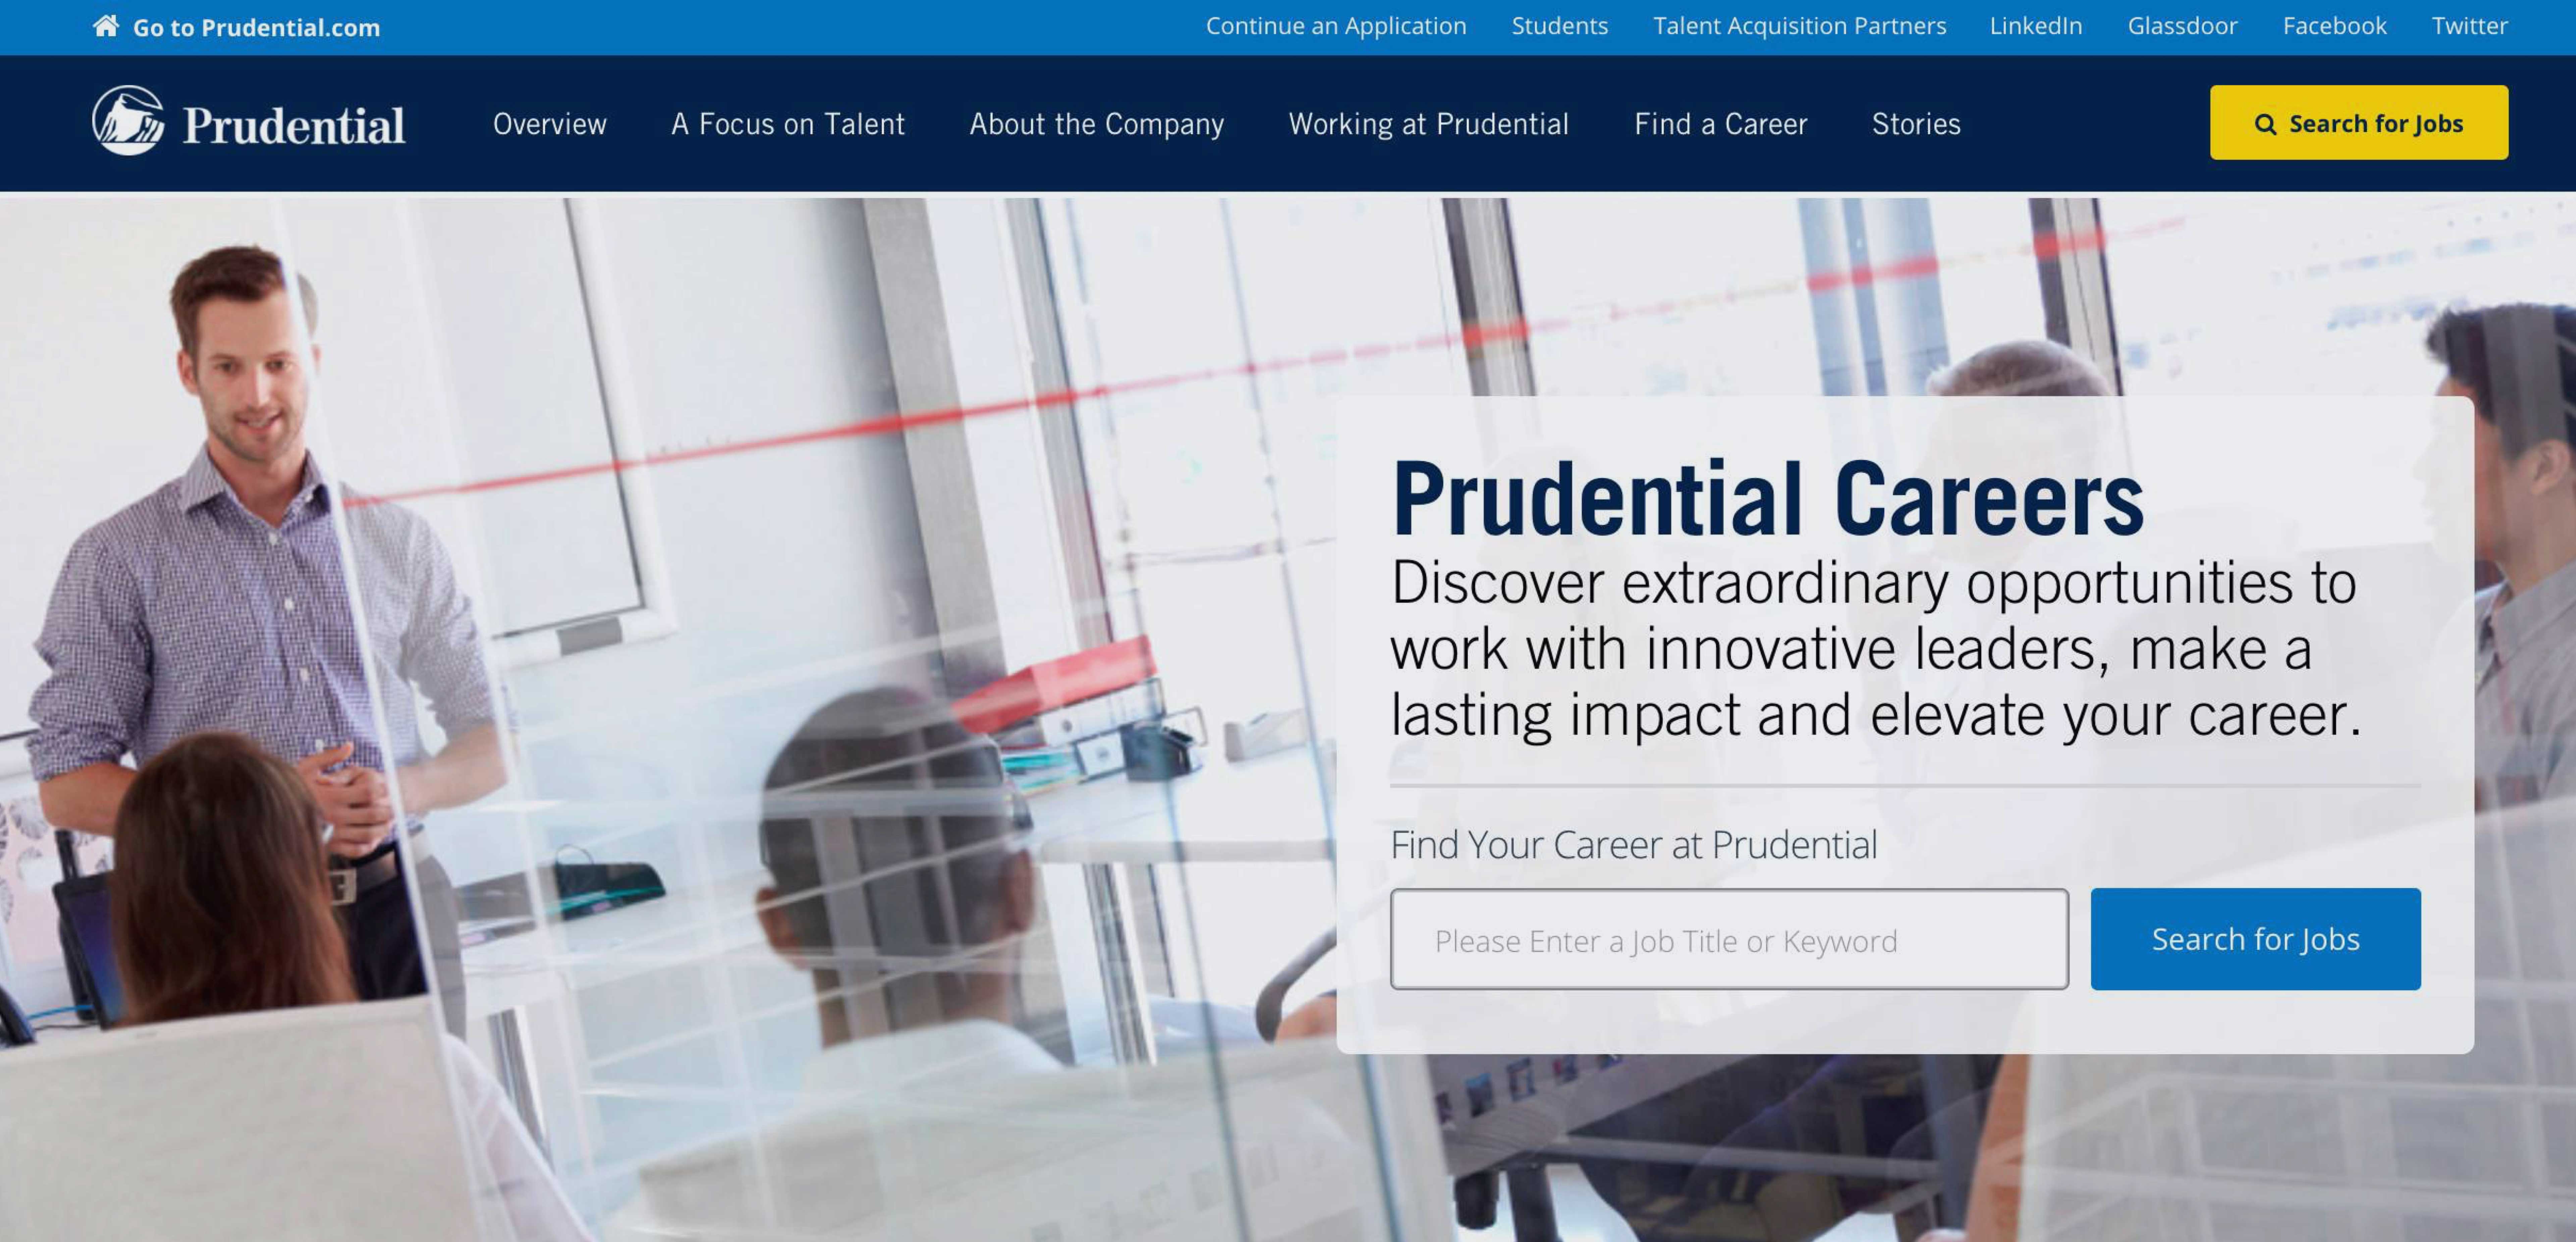 Go to Prudential.com
Continue an Application
Students
Talent Acquisition Partners
LinkedIn
Glassdoor
Facebook
Twitter
Prudential
Overview
A Focus on Talent
About the Company
Working at Prudential
Find a Career
Stories
Search for Jobs
Prudential Careers
Discover extraordinary opportunities to
work with innovative leaders, make a
lasting impact and elevate your career.
Find Your Career at Prudential
Please Enter a Job Title or Keyword
Search for Jobs